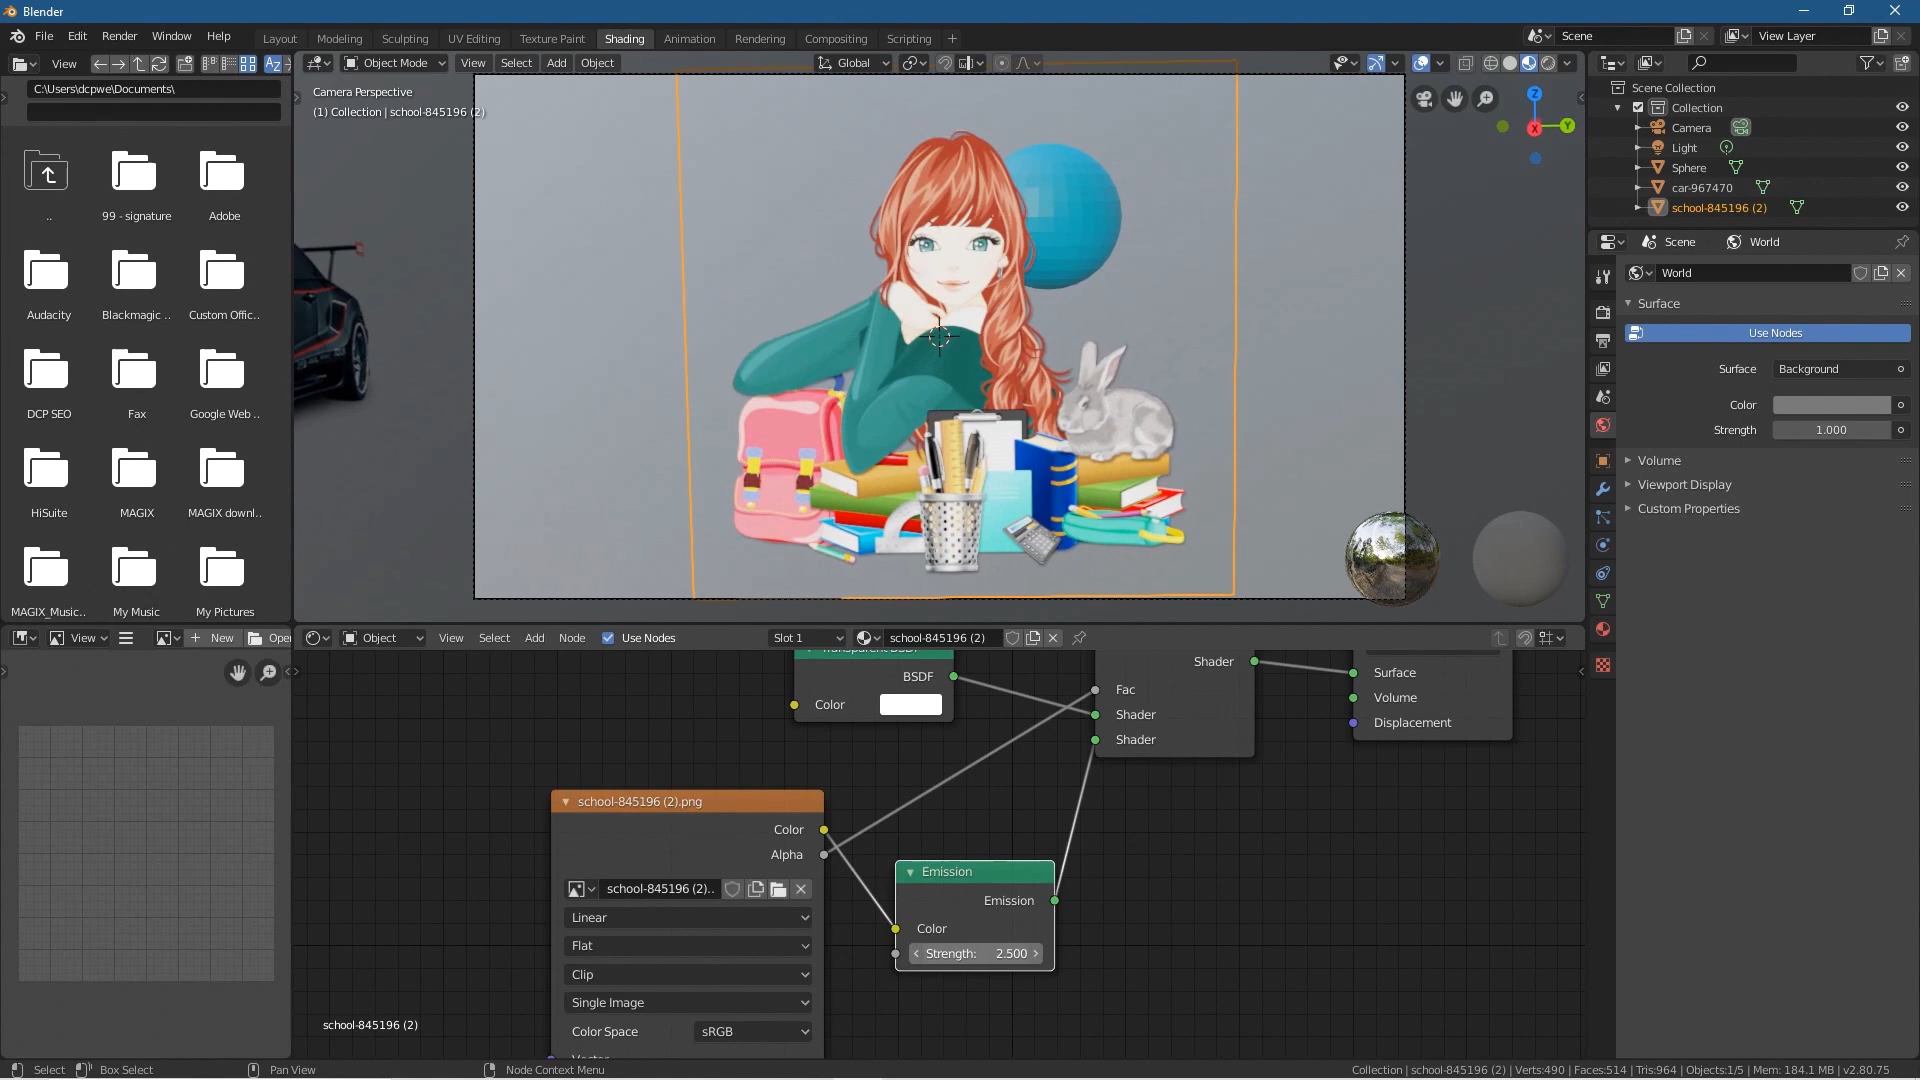 Blender
File Edit Render Window Help
Layout Modeling Sculpting UV Editing Texture Paint Shading Animation Rendering Compositing Scripting
Scene View Layer
View
Object Mode View Select Add Object Global
C:\Users\dcpwe\Documents\
Camera Perspective
(1) Collection | school-845196 (2)
Scene Collection
Collection
Camera
Light
Sphere
car-967470
school-845196 (2)
.. 99 - signature Adobe
Audacity Blackmagic .. Custom Offic..
DCP SEO Fax Google Web ..
HiSuite MAGIX MAGIX downl..
MAGIX_Music.. My Music My Pictures
Z
Y
X
Scene World
World
Surface
Use Nodes
Surface Background
Color
Strength 1.000
Volume
Viewport Display
Custom Properties
View New Open
Object View Select Add Node Use Nodes Slot 1 school-845196 (2)
Transparent BSDF
BSDF
Color
Shader
Fac
Shader
Shader
Surface
Volume
Displacement
school-845196 (2).png
Color
Alpha
school-845196 (2)..
Linear
Flat
Clip
Single Image
Color Space sRGB
Vector
Emission
Emission
Color
Strength: 2.500
school-845196 (2)
Select Box Select Pan View Node Context Menu
Collection | school-845196 (2) | Verts:490 | Faces:514 | Tris:964 | Objects:1/5 | Mem: 184.1 MB | v2.80.75